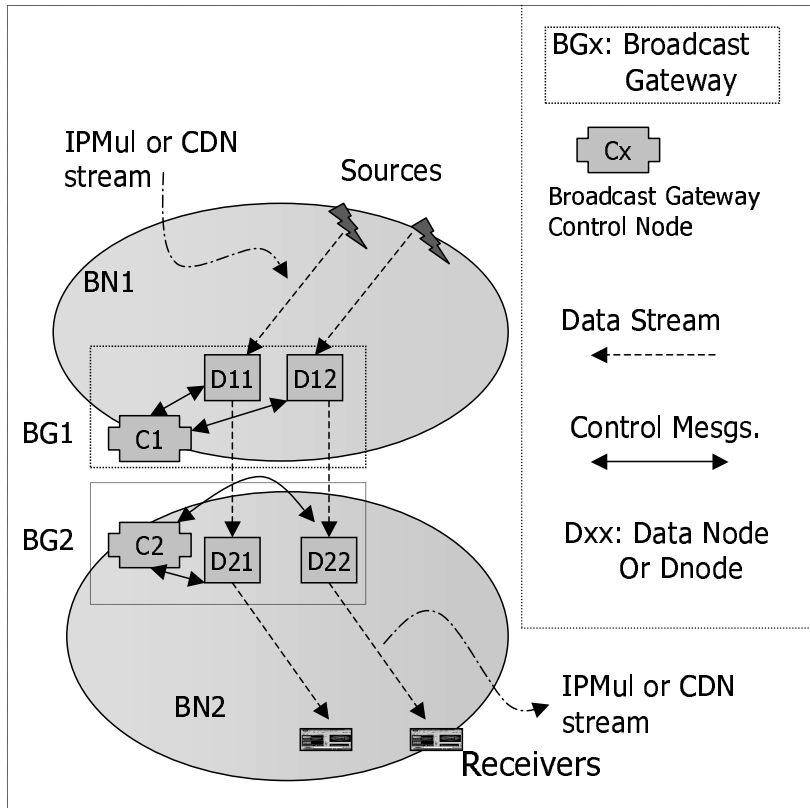 BGx: Broadcast
Gateway
Cx
Broadcast Gateway
Control Node
Data Stream
Control Mesgs.
Dxx: Data Node
Or Dnode
IPMul or CDN
stream
Sources
BN1
D11
D12
C1
BG1
BG2
C2
D21
D22
BN2
IPMul or CDN
stream
Receivers